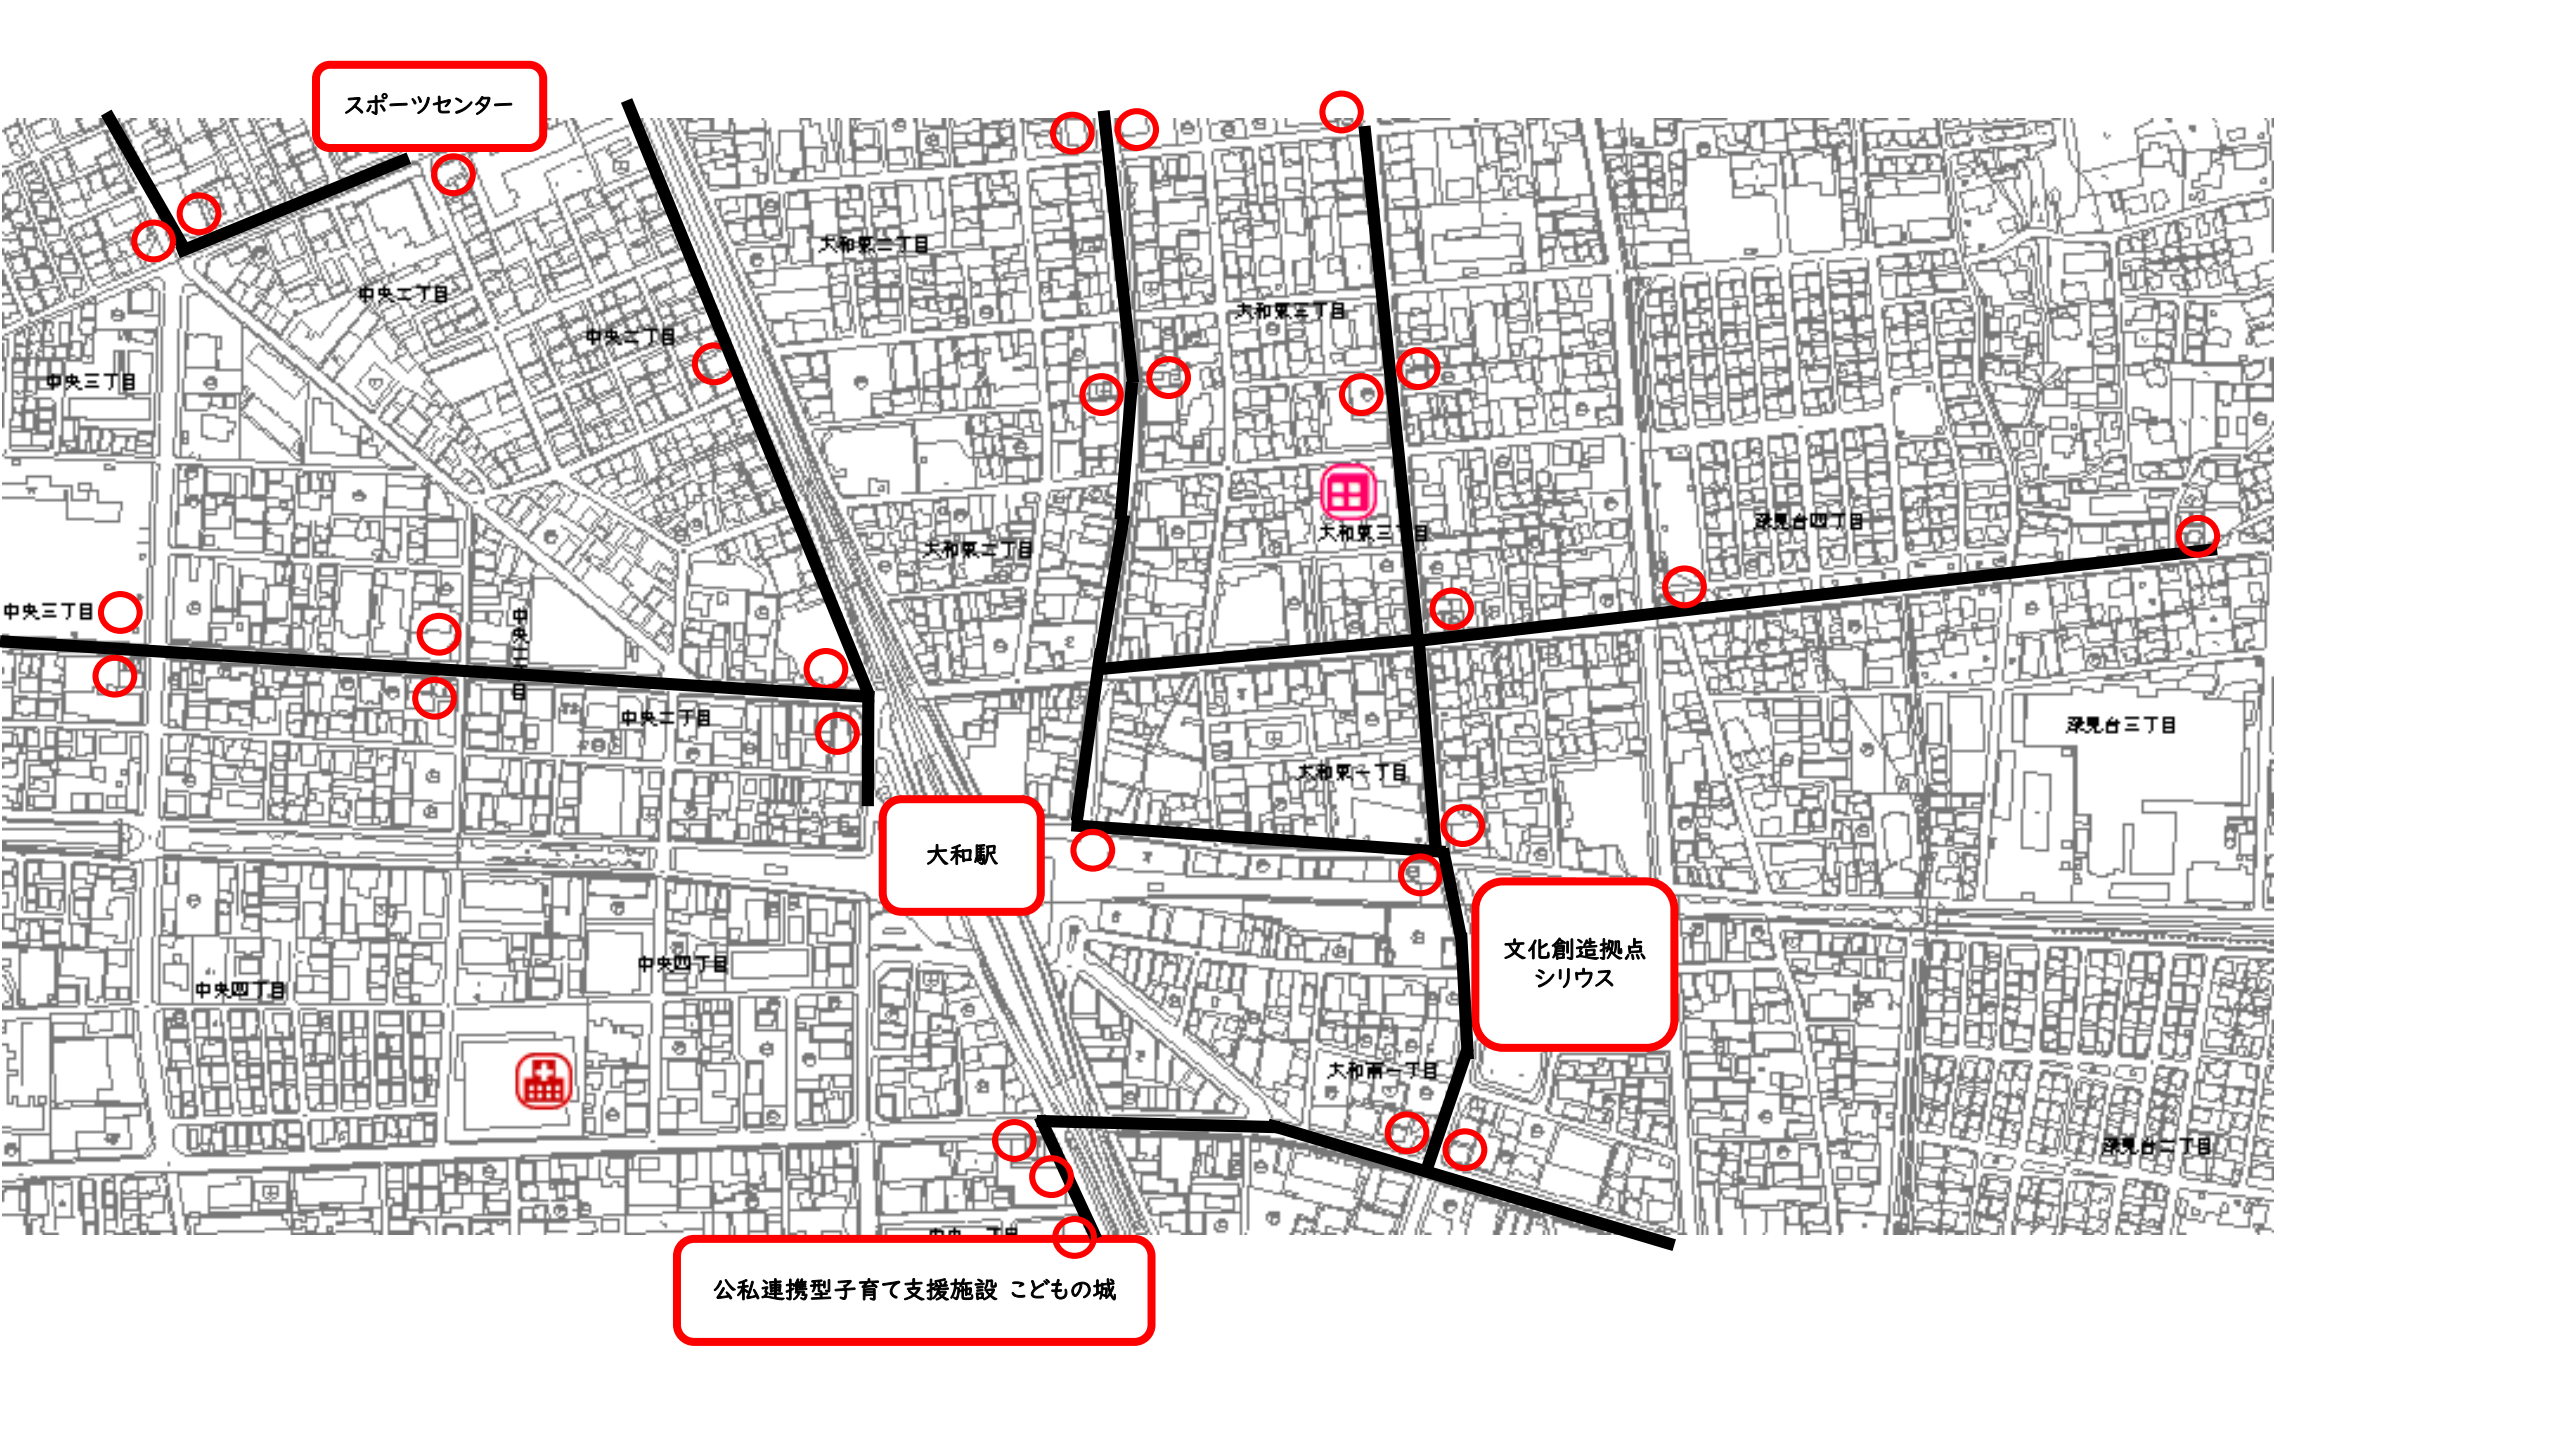 スポーツセンター
大和東二丁目
中央二丁目
大和東三丁目
中央二丁目
中央三丁目
深見台四丁目
大和東三丁目
大和東二丁目
中央三丁目
中央二丁目
深見台三丁目
大和東一丁目
大和駅
文化創造拠点
シリウス
中央四丁目
中央四丁目
大和南一丁目
深見台二丁目
公私連携型子育て支援施設 こどもの城